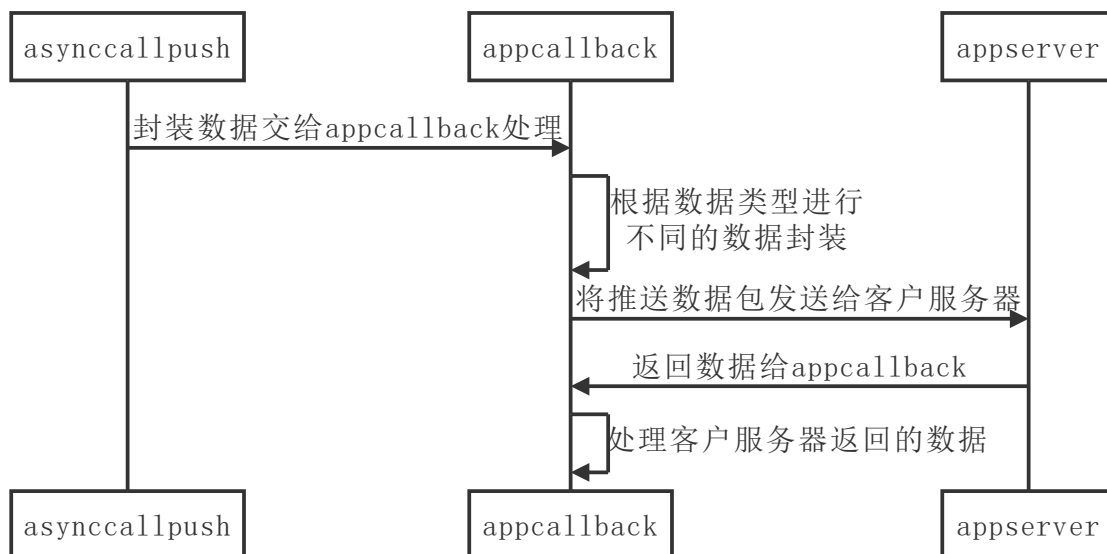 asynccallpush
appcallback
appserver
封装数据交给appcallback处理
根据数据类型进行
不同的数据封装
将推送数据包发送给客户服务器
返回数据给appcallback
处理客户服务器返回的数据
asynccallpush
appcallback
appserver